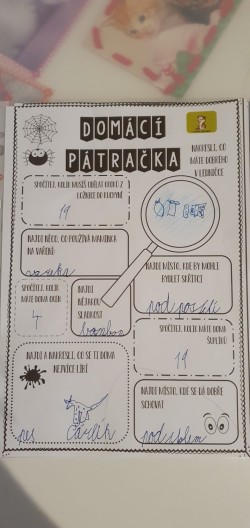 DOMÁCÍ
PÁTRAČKA
NAKRESLI, CO
MÁTE DOBRÉHO
V LEDNIČCE
SPOČÍTEJ, KOLIK MUSÍŠ UDĚLAT KROKŮ Z
LOŽNICE DO KUCHYNĚ
19
NAJDI NĚCO, CO POUŽÍVÁ MAMINKA
NA VAŘENÍ
vařečka
NAJDI MÍSTO, KDE BY MOHLI
BYDLET SKŘÍTCI
pod postelí
SPOČÍTEJ, KOLIK
MÁTE DOMA OKEN
4
NAJDI
NĚJAKOU
SLADKOST
bonbon
SPOČÍTEJ, KOLIK MÁTE DOMA
ŠUPLÍKŮ
19
NAJDI A NAKRESLI, CO SE TI DOMA
NEJVÍCE LÍBÍ
pes
NAJDI MÍSTO, KDE SE DÁ DOBŘE
SCHOVAT
pod stolem